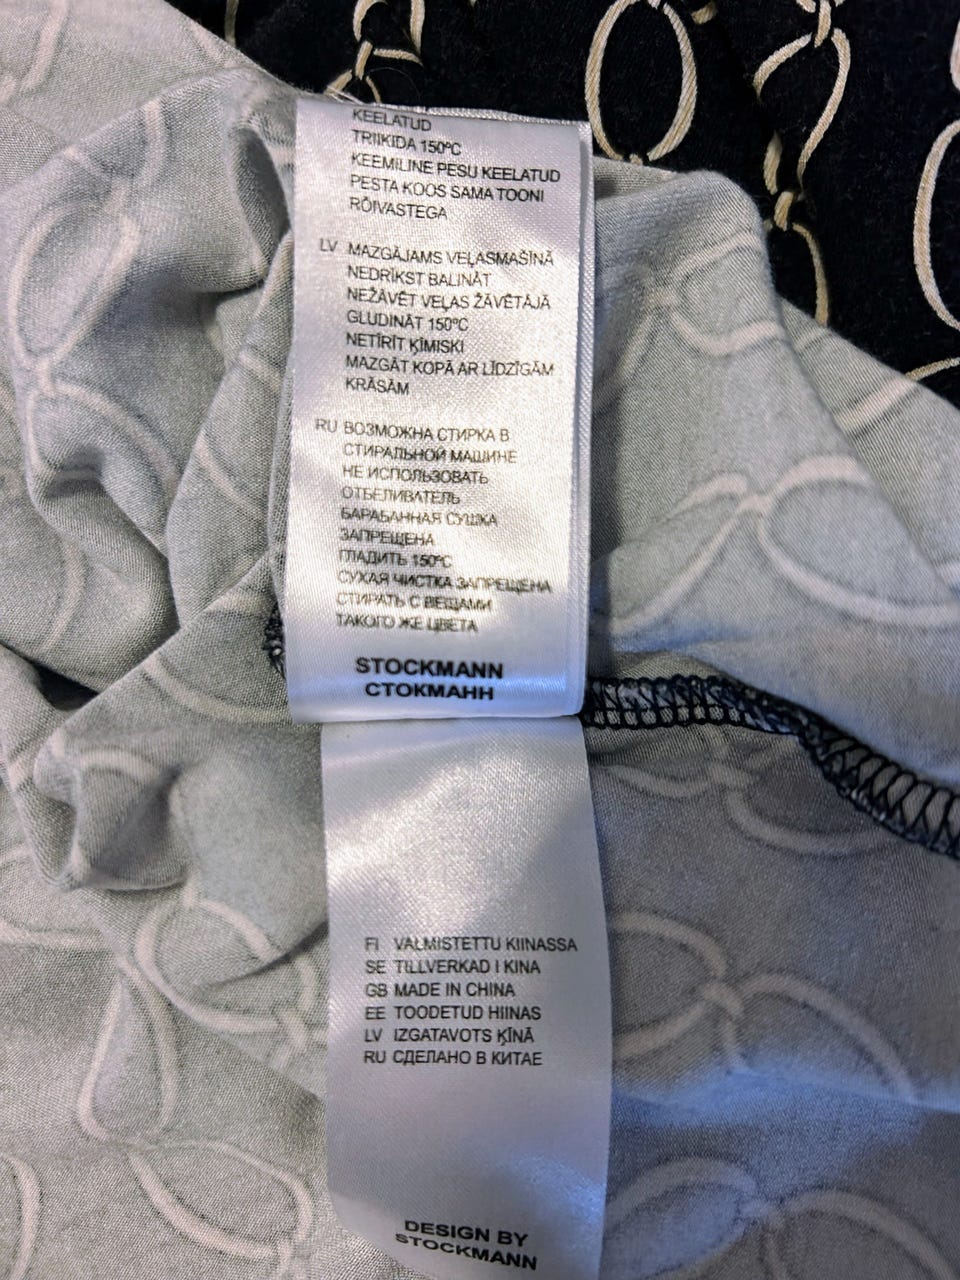 KEELATUD
TRIIKIDA 150ºC
KEEMILINE PESU KEELATUD
PESTA KOOS SAMA TOONI
RÕIVASTEGA
LV MAZGĀJAMS VEĻASMAŠĪNĀ
NEDRĪKST BALINĀT
NEŽĀVĒT VEĻAS ŽĀVĒTĀJĀ
GLUDINĀT 150ºC
NETĪRĪT ĶĪMISKI
MAZGĀT KOPĀ AR LĪDZĪGĀM
KRĀSĀM
RU ВОЗМОЖНА СТИРКА В
СТИРАЛЬНОЙ МАШИНЕ
НЕ ИСПОЛЬЗОВАТЬ
ОТБЕЛИВАТЕЛЬ
БАРАБАННАЯ СУШКА
ЗАПРЕЩЕНА
ГЛАДИТЬ 150ºC
СУХАЯ ЧИСТКА ЗАПРЕЩЕНА
СТИРАТЬ С ВЕЩАМИ
ТАКОГО ЖЕ ЦВЕТА
STOCKMANN
СТОКМАНН
FI VALMISTETTU KIINASSA
SE TILLVERKAD I KINA
GB MADE IN CHINA
EE TOODETUD HIINAS
LV IZGATAVOTS ĶĪNĀ
RU СДЕЛАНО В КИТАЕ
DESIGN BY
STOCKMANN